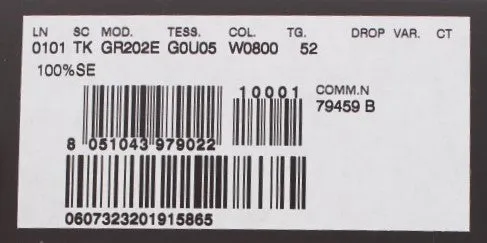 LN SC MOD. TESS. COL. TG. DROP VAR. CT
0101 TK GR202E G0U05 W0800 52
100%SE
10001
COMM.N
79459 B
8 051043 979022
0607323201915865